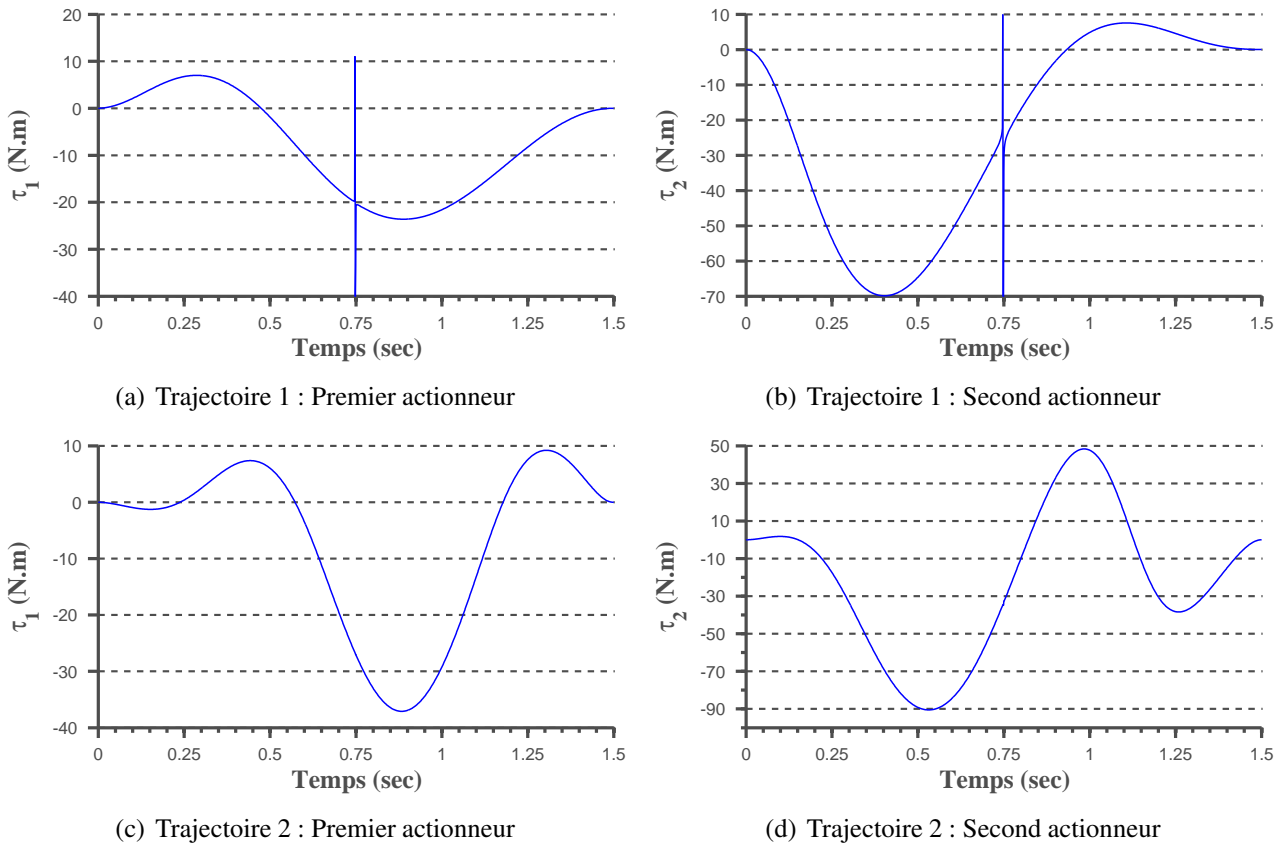 20
10
0
-10
-20
-30
-40
τ1 (N.m)
0 0.25 0.5 0.75 1 1.25 1.5
Temps (sec)
(a) Trajectoire 1 : Premier actionneur
10
0
-10
-20
-30
-40
-50
-60
-70
τ2 (N.m)
0 0.25 0.5 0.75 1 1.25 1.5
Temps (sec)
(b) Trajectoire 1 : Second actionneur
10
0
-10
-20
-30
-40
τ1 (N.m)
0 0.25 0.5 0.75 1 1.25 1.5
Temps (sec)
(c) Trajectoire 2 : Premier actionneur
50
30
10
-10
-30
-50
-70
-90
τ2 (N.m)
0 0.25 0.5 0.75 1 1.25 1.5
Temps (sec)
(d) Trajectoire 2 : Second actionneur